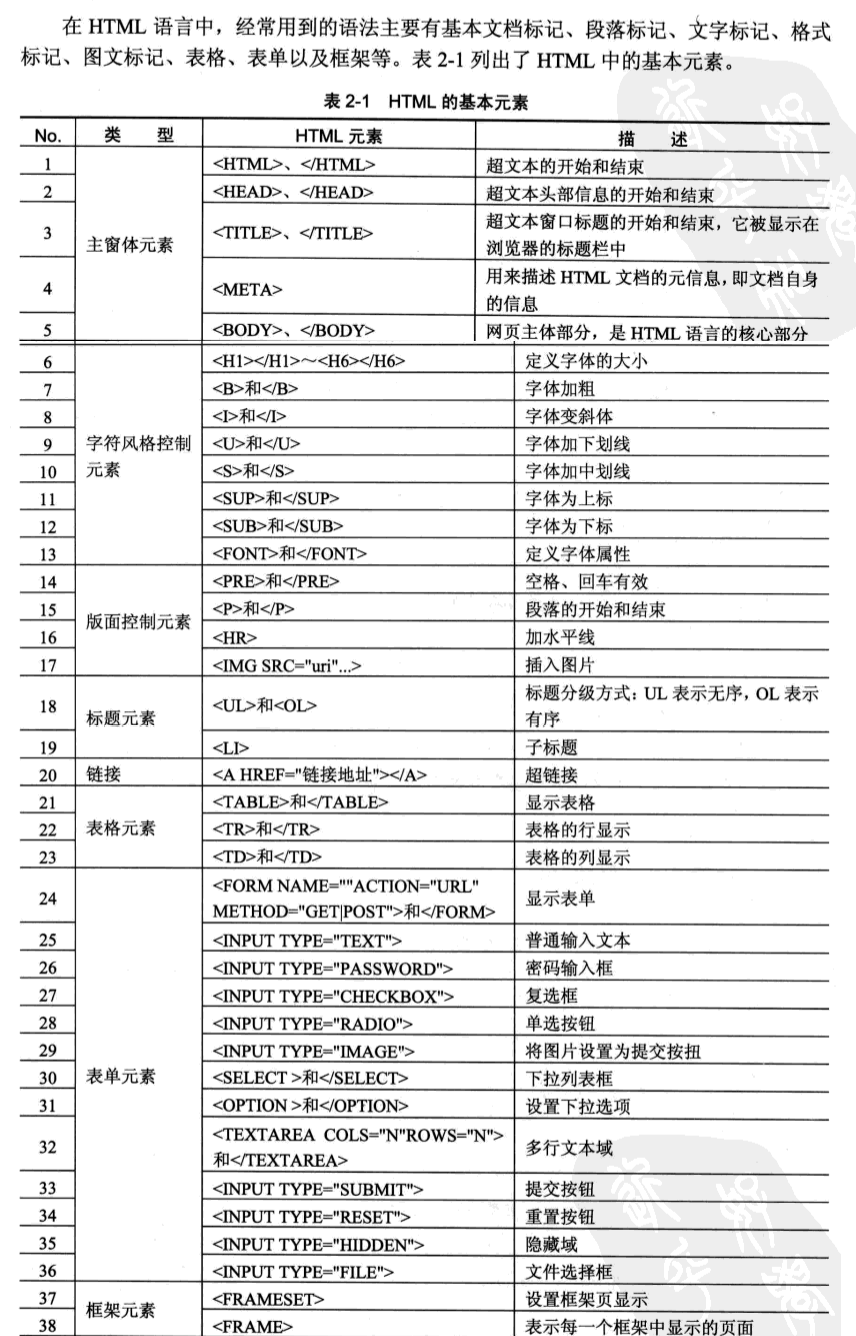 在 HTML 语言中，经常用到的语法主要有基本文档标记、段落标记、文字标记、格式
标记、图文标记、表格、表单以及框架等。表 2-1 列出了 HTML 中的基本元素。
表 2-1 HTML 的基本元素
No. 类 型 HTML 元素 描 述
1 <HTML>、</HTML> 超文本的开始和结束
2 <HEAD>、</HEAD> 超文本头部信息的开始和结束
3 <TITLE>、</TITLE> 超文本窗口标题的开始和结束，它被显示在
浏览器的标题栏中
主窗体元素
4 <META> 用来描述 HTML 文档的元信息，即文档自身
的信息
5 <BODY>、</BODY> 网页主体部分，是 HTML 语言的核心部分
6 <H1></H1>～<H6></H6> 定义字体的大小
7 <B>和</B> 字体加粗
8 <I>和</I> 字体变斜体
9 字符风格控制 <U>和</U> 字体加下划线
10 元素 <S>和</S> 字体加中划线
11 <SUP>和</SUP> 字体为上标
12 <SUB>和</SUB> 字体为下标
13 <FONT>和</FONT> 定义字体属性
14 <PRE>和</PRE> 空格、回车有效
15 <P>和</P> 段落的开始和结束
版面控制元素
16 <HR> 加水平线
17 <IMG SRC="uri"...> 插入图片
18 <UL>和<OL> 标题分级方式：UL 表示无序，OL 表示
有序
标题元素
19 <LI> 子标题
20 链接 <A HREF="链接地址"></A> 超链接
21 <TABLE>和</TABLE> 显示表格
22 表格元素 <TR>和</TR> 表格的行显示
23 <TD>和</TD> 表格的列显示
24 <FORM NAME=""ACTION="URL"
METHOD="GET|POST">和</FORM> 显示表单
25 <INPUT TYPE="TEXT"> 普通输入文本
26 <INPUT TYPE="PASSWORD"> 密码输入框
27 <INPUT TYPE="CHECKBOX"> 复选框
28 <INPUT TYPE="RADIO"> 单选按钮
29 <INPUT TYPE="IMAGE"> 将图片设置为提交按扭
30 表单元素 <SELECT >和</SELECT> 下拉列表框
31 <OPTION >和</OPTION> 设置下拉选项
32 <TEXTAREA COLS="N"ROWS="N">
和</TEXTAREA> 多行文本域
33 <INPUT TYPE="SUBMIT"> 提交按钮
34 <INPUT TYPE="RESET"> 重置按钮
35 <INPUT TYPE="HIDDEN"> 隐藏域
36 <INPUT TYPE="FILE"> 文件选择框
37 <FRAMESET> 设置框架页显示
框架元素
38 <FRAME> 表示每一个框架中显示的页面